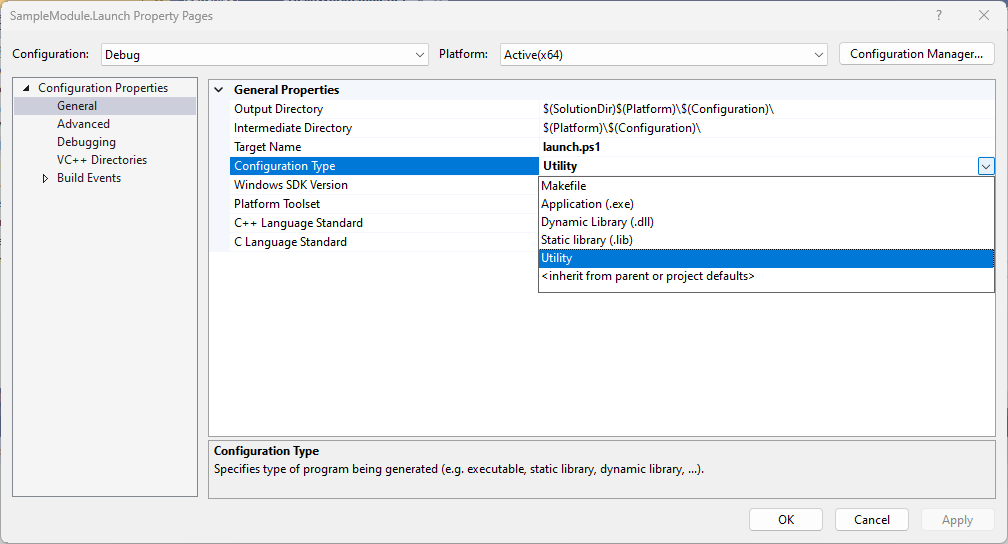 SampleModule.Launch Property Pages
Configuration: Debug Platform: Active(x64) Configuration Manager...
Configuration Properties
General
Advanced
Debugging
VC++ Directories
Build Events
General Properties
Output Directory $(SolutionDir)$(Platform)\$(Configuration)\
Intermediate Directory $(Platform)\$(Configuration)\
Target Name launch.ps1
Configuration Type Utility
Windows SDK Version
Platform Toolset
C++ Language Standard
C Language Standard
Makefile
Application (.exe)
Dynamic Library (.dll)
Static library (.lib)
Utility
<inherit from parent or project defaults>
Configuration Type
Specifies type of program being generated (e.g. executable, static library, dynamic library, ...).
OK Cancel Apply